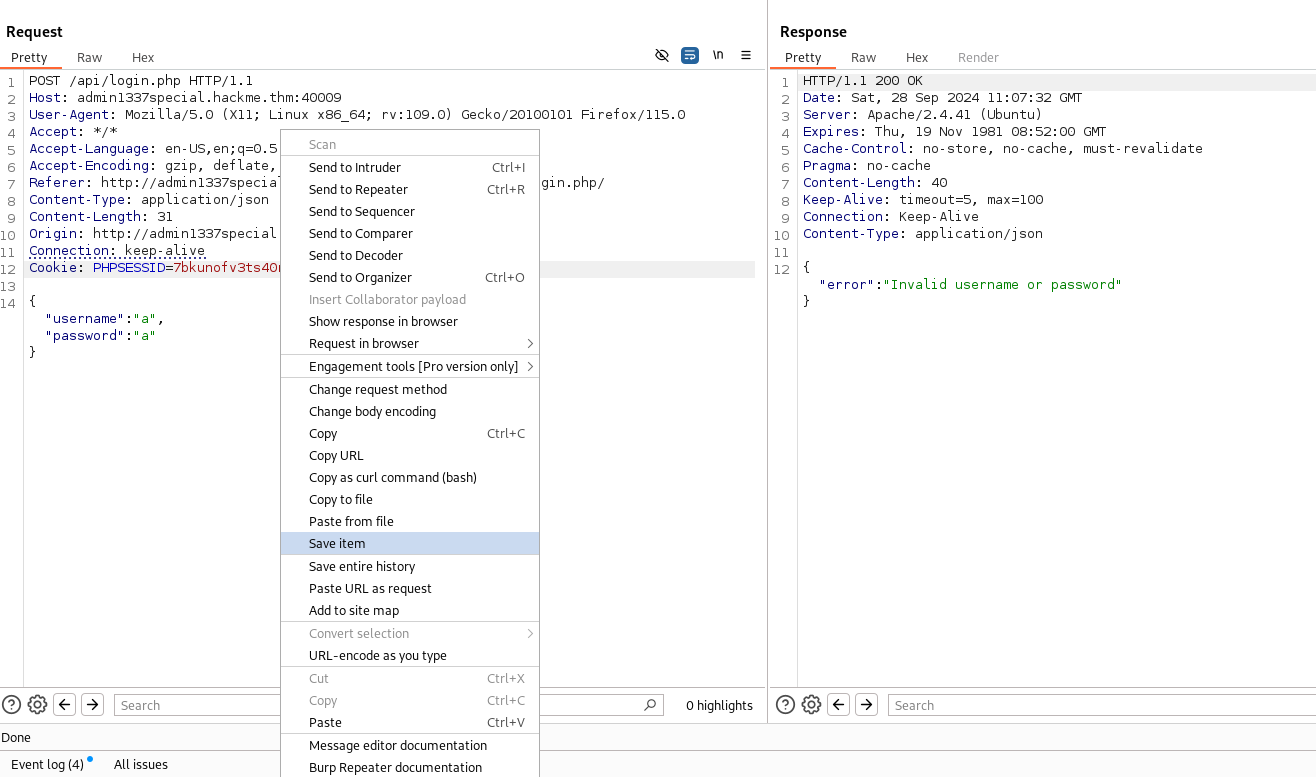 Request
Pretty
Raw
Hex
\n
1 POST /api/login.php HTTP/1.1
2 Host: admin1337special.hackme.thm:40009
3 User-Agent: Mozilla/5.0 (X11; Linux x86_64; rv:109.0) Gecko/20100101 Firefox/115.0
4 Accept: */*
5 Accept-Language: en-US,en;q=0.5
6 Accept-Encoding: gzip, deflate,
7 Referer: http://admin1337special gin.php/
8 Content-Type: application/json
9 Content-Length: 31
10 Origin: http://admin1337special
11 Connection: keep-alive
12 Cookie: PHPSESSID=7bkunofv3ts40
13
14 {
"username":"a",
"password":"a"
}
Scan
Send to Intruder Ctrl+I
Send to Repeater Ctrl+R
Send to Sequencer
Send to Comparer
Send to Decoder
Send to Organizer Ctrl+O
Insert Collaborator payload
Show response in browser
Request in browser
Engagement tools [Pro version only]
Change request method
Change body encoding
Copy Ctrl+C
Copy URL
Copy as curl command (bash)
Copy to file
Paste from file
Save item
Save entire history
Paste URL as request
Add to site map
Convert selection
URL-encode as you type
Cut Ctrl+X
Copy Ctrl+C
Paste Ctrl+V
Message editor documentation
Burp Repeater documentation
Search
0 highlights
Response
Pretty
Raw
Hex
Render
1 HTTP/1.1 200 OK
2 Date: Sat, 28 Sep 2024 11:07:32 GMT
3 Server: Apache/2.4.41 (Ubuntu)
4 Expires: Thu, 19 Nov 1981 08:52:00 GMT
5 Cache-Control: no-store, no-cache, must-revalidate
6 Pragma: no-cache
7 Content-Length: 40
8 Keep-Alive: timeout=5, max=100
9 Connection: Keep-Alive
10 Content-Type: application/json
11
12 {
"error":"Invalid username or password"
}
Search
Done
Event log (4)
All issues